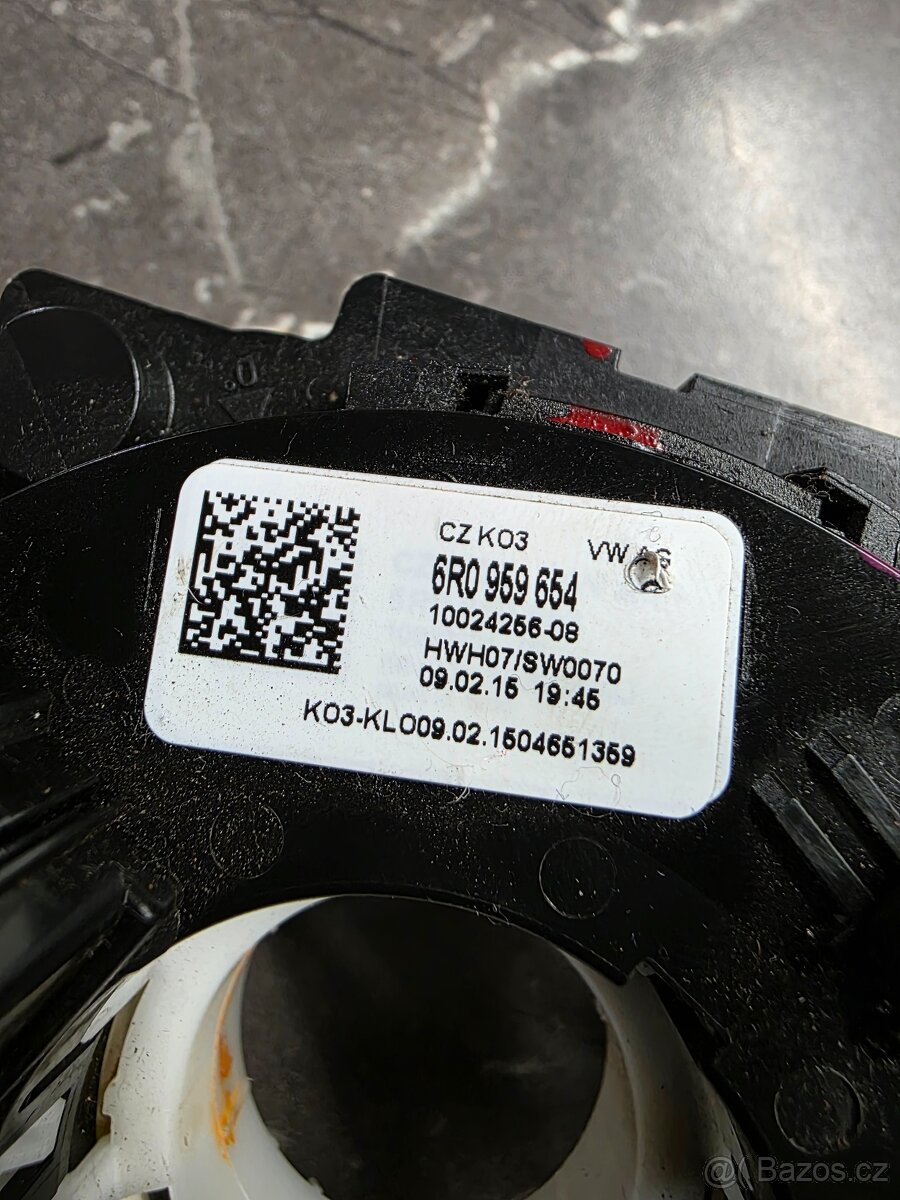 CZ K03 VW AG
6R0 959 654
10024256-08
HWH07/SW0070
09.02.15 19:45
K03-KLO09.02.1504651359
@( Bazos.cz